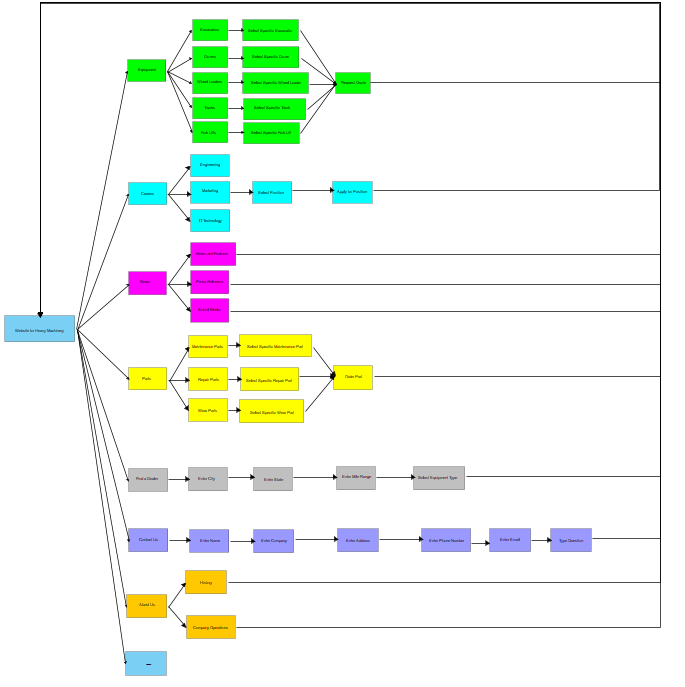 Excavators
Select Specific Excavator
Equipment
Dozers
Select Specific Dozer
Wheel Loaders
Select Specific Wheel Loader
Request Quote
Trucks
Select Specific Truck
Fork Lifts
Select Specific Fork Lift
Engineering
Careers
Marketing
Select Position
Apply for Position
IT Technology
News
Press Releases
Social Media
Website for Heavy Machinery
Maintenance Parts
Select Specific Maintenance Part
Parts
Repair Parts
Select Specific Repair Part
Order Part
Wear Parts
Select Specific Wear Part
Find a Dealer
Enter City
Enter State
Enter Mile Range
Select Equipment Type
Contact Us
Enter Name
Enter Company
Enter Address
Enter Phone Number
Enter Email
Type Question
History
About Us
Company Operations